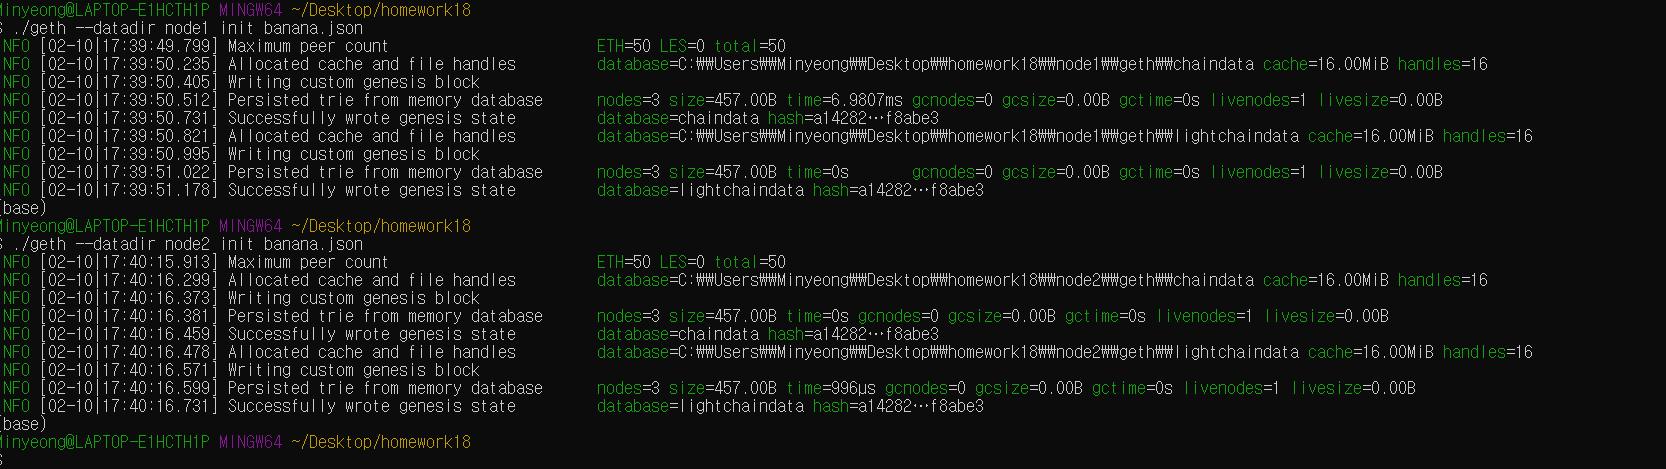 Minyeong@LAPTOP-E1HCTH1P MINGW64 ~/Desktop/homework18
$ ./geth --datadir node1 init banana.json
NFO [02-10|17:39:49.799] Maximum peer count ETH=50 LES=0 total=50
NFO [02-10|17:39:50.235] Allocated cache and file handles database=C:₩₩Users₩₩Minyeong₩₩Desktop₩₩homework18₩₩node1₩₩geth₩₩chaindata cache=16.00MiB handles=16
NFO [02-10|17:39:50.405] Writing custom genesis block
NFO [02-10|17:39:50.512] Persisted trie from memory database nodes=3 size=457.00B time=6.9807ms gcnodes=0 gcsize=0.00B gctime=0s livenodes=1 livesize=0.00B
NFO [02-10|17:39:50.731] Successfully wrote genesis state database=chaindata hash=a14282…f8abe3
NFO [02-10|17:39:50.821] Allocated cache and file handles database=C:₩₩Users₩₩Minyeong₩₩Desktop₩₩homework18₩₩node1₩₩geth₩₩lightchaindata cache=16.00MiB handles=16
NFO [02-10|17:39:50.995] Writing custom genesis block
NFO [02-10|17:39:51.022] Persisted trie from memory database nodes=3 size=457.00B time=0s gcnodes=0 gcsize=0.00B gctime=0s livenodes=1 livesize=0.00B
NFO [02-10|17:39:51.178] Successfully wrote genesis state database=lightchaindata hash=a14282…f8abe3
(base)
Minyeong@LAPTOP-E1HCTH1P MINGW64 ~/Desktop/homework18
$ ./geth --datadir node2 init banana.json
NFO [02-10|17:40:15.913] Maximum peer count ETH=50 LES=0 total=50
NFO [02-10|17:40:16.299] Allocated cache and file handles database=C:₩₩Users₩₩Minyeong₩₩Desktop₩₩homework18₩₩node2₩₩geth₩₩chaindata cache=16.00MiB handles=16
NFO [02-10|17:40:16.373] Writing custom genesis block
NFO [02-10|17:40:16.381] Persisted trie from memory database nodes=3 size=457.00B time=0s gcnodes=0 gcsize=0.00B gctime=0s livenodes=1 livesize=0.00B
NFO [02-10|17:40:16.459] Successfully wrote genesis state database=chaindata hash=a14282…f8abe3
NFO [02-10|17:40:16.478] Allocated cache and file handles database=C:₩₩Users₩₩Minyeong₩₩Desktop₩₩homework18₩₩node2₩₩geth₩₩lightchaindata cache=16.00MiB handles=16
NFO [02-10|17:40:16.571] Writing custom genesis block
NFO [02-10|17:40:16.599] Persisted trie from memory database nodes=3 size=457.00B time=996µs gcnodes=0 gcsize=0.00B gctime=0s livenodes=1 livesize=0.00B
NFO [02-10|17:40:16.731] Successfully wrote genesis state database=lightchaindata hash=a14282…f8abe3
(base)
Minyeong@LAPTOP-E1HCTH1P MINGW64 ~/Desktop/homework18
$